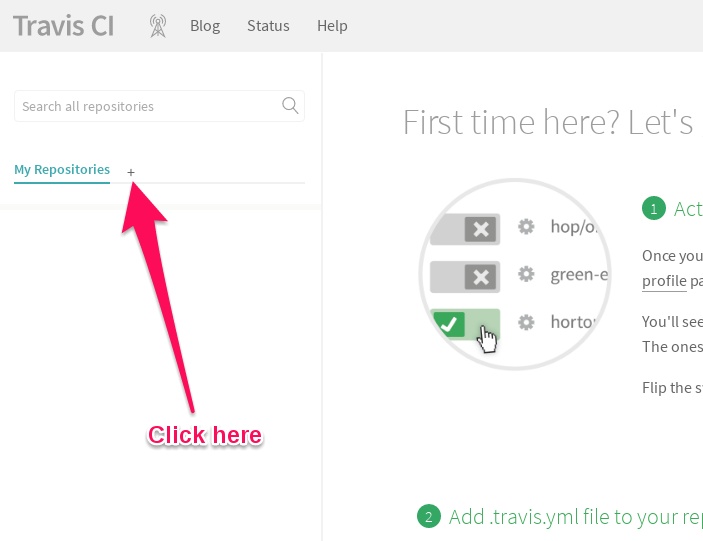 Travis CI Blog Status Help
Search all repositories
My Repositories +
Click here
First time here? Let's
hop/o
green-e
horto
1 Act
Once you
profile pa
You'll see
The ones
Flip the s
2 Add .travis.yml file to your rep